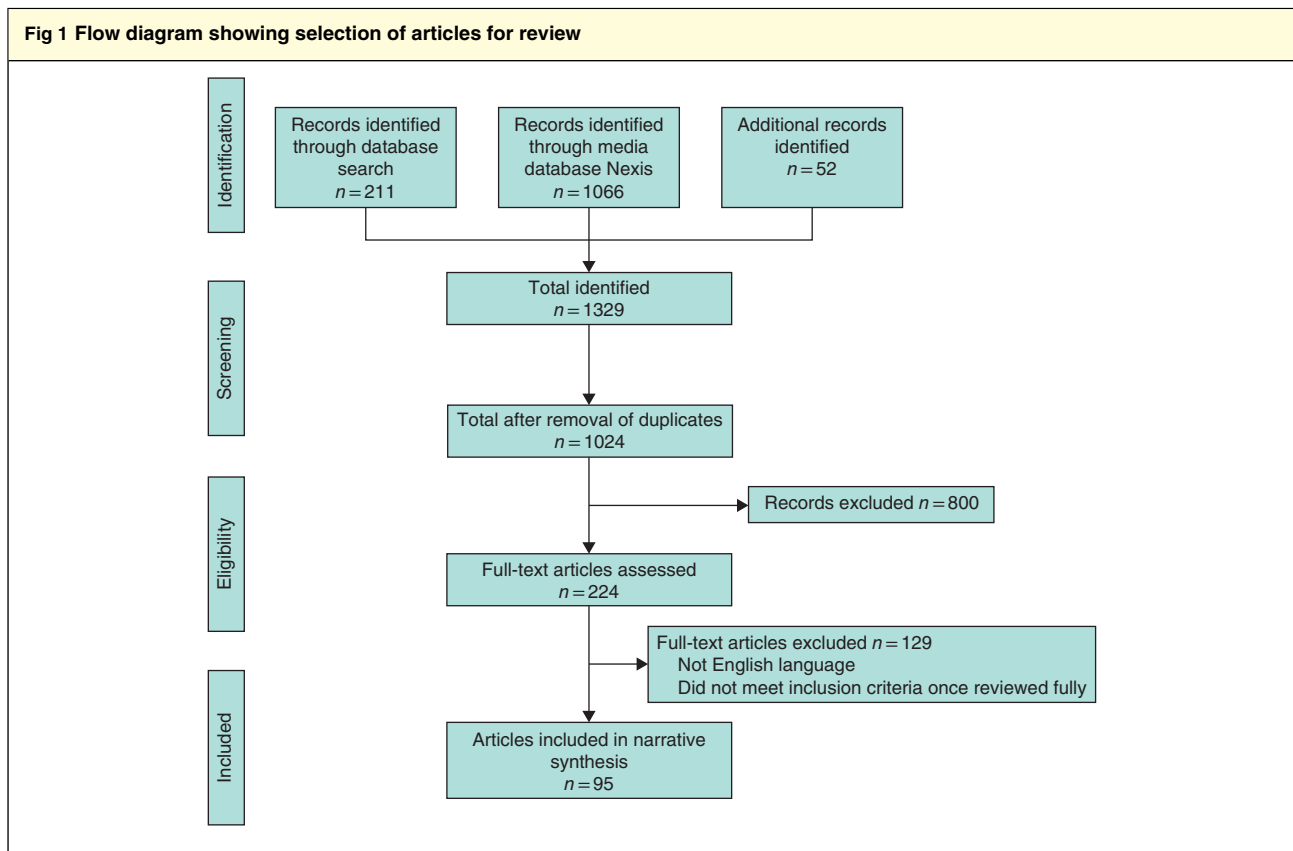 Fig 1 Flow diagram showing selection of articles for review
Identification
Records identified
through database
search
n=211
Records identified
through media
database Nexis
n=1066
Additional records
identified
n=52
Screening
Total identified
n=1329
Total after removal of duplicates
n=1024
Eligibility
Records excluded n=800
Full-text articles assessed
n=224
Full-text articles excluded n=129
Not English language
Did not meet inclusion criteria once reviewed fully
Included
Articles included in narrative
synthesis
n=95